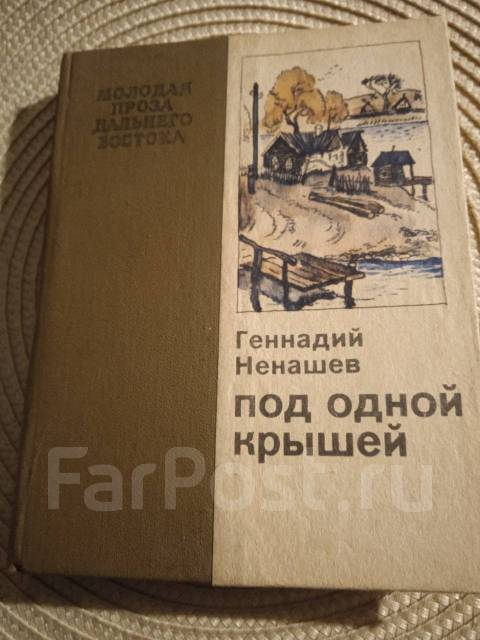 МОЛОДАЯ
ПРОЗА
ДАЛЬНЕГО
ВОСТОКА
Геннадий
Ненашев
под одной
крышей
FarPost.ru